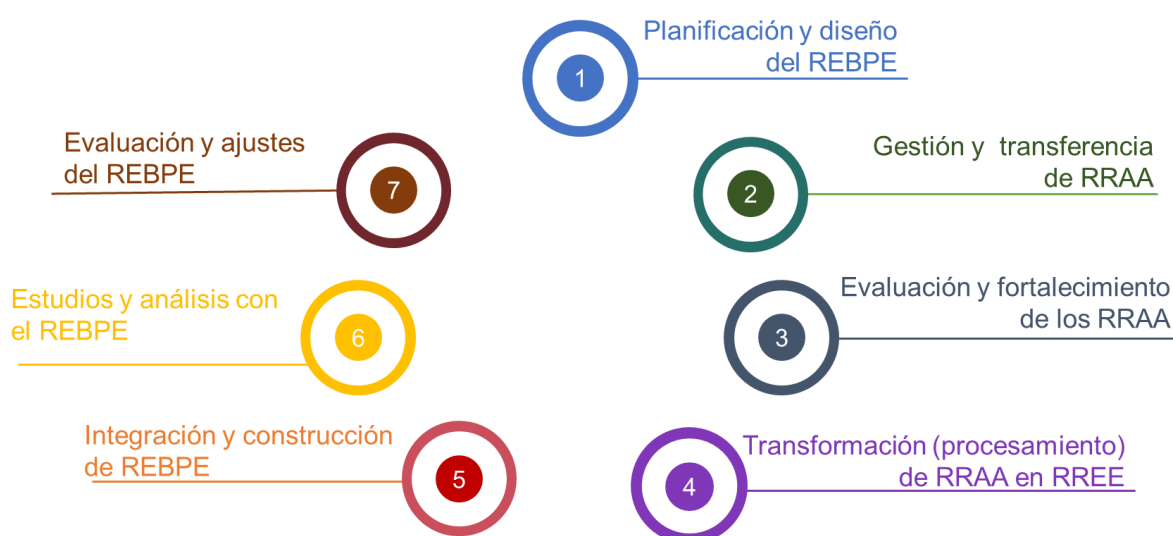 1
Planificación y diseño
del REBPE
2
Gestión y  transferencia
de RRAA
3
Evaluación y fortalecimiento
de los RRAA
4
Transformación (procesamiento)
de RRAA en RREE
5
Integración y construcción
de REBPE
6
Estudios y análisis con
el REBPE
7
Evaluación y ajustes
del REBPE